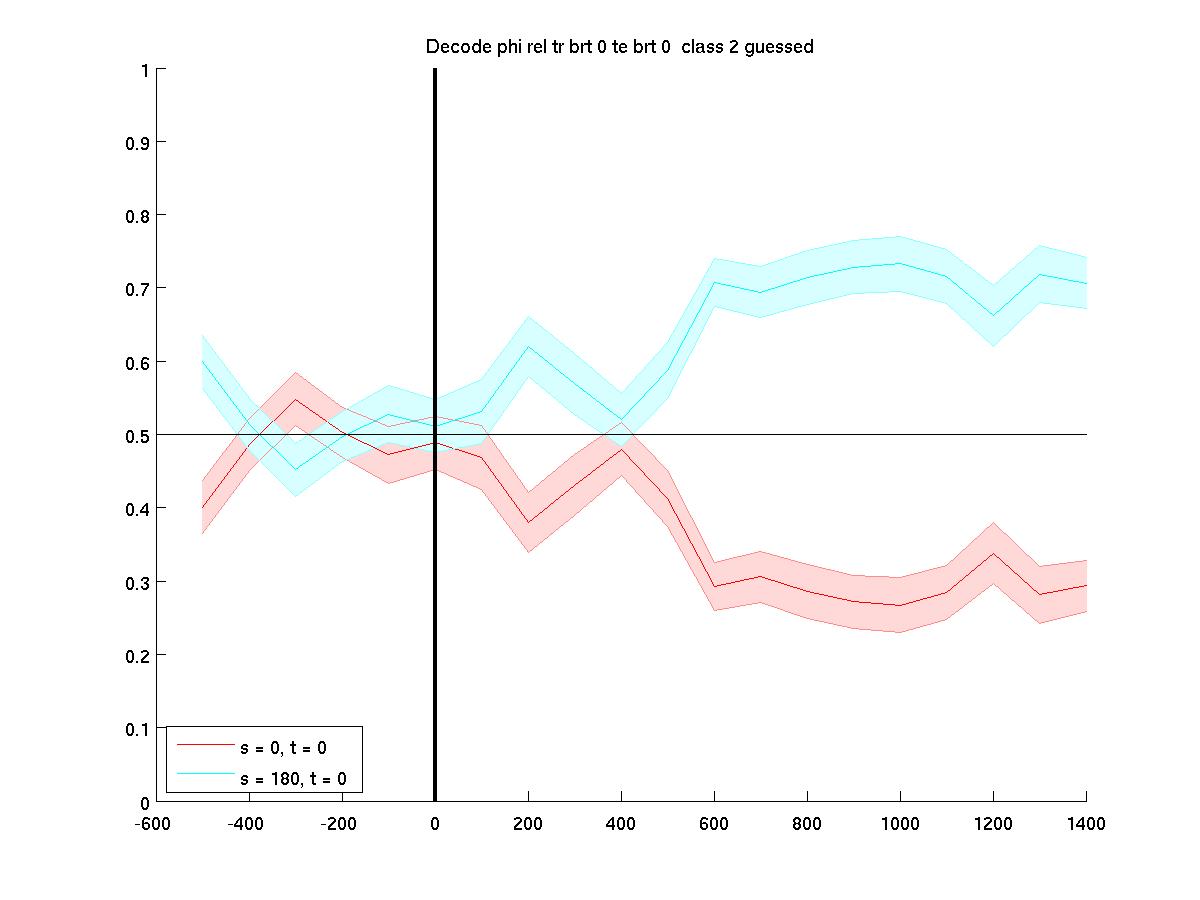 Decode phi rel tr brt 0 te brt 0  class 2 guessed
1
0.9
0.8
0.7
0.6
0.5
0.4
0.3
0.2
0.1
0
s = 0, t = 0
s = 180, t = 0
-600 -400 -200 0 200 400 600 800 1000 1200 1400